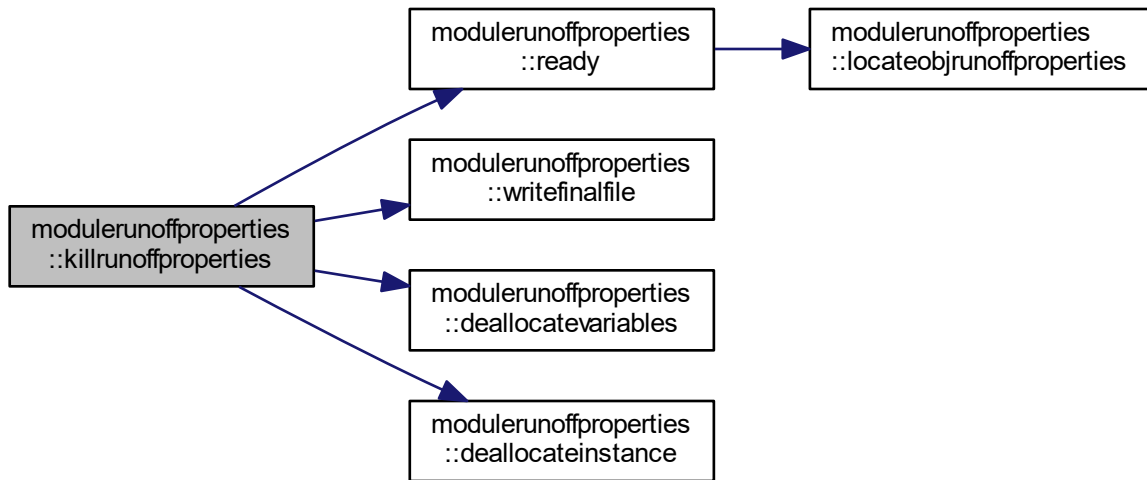 modulerunoffproperties
::ready
modulerunoffproperties
::locateobjrunoffproperties
modulerunoffproperties
::writefinalfile
modulerunoffproperties
::killrunoffproperties
modulerunoffproperties
::deallocatevariables
modulerunoffproperties
::deallocateinstance